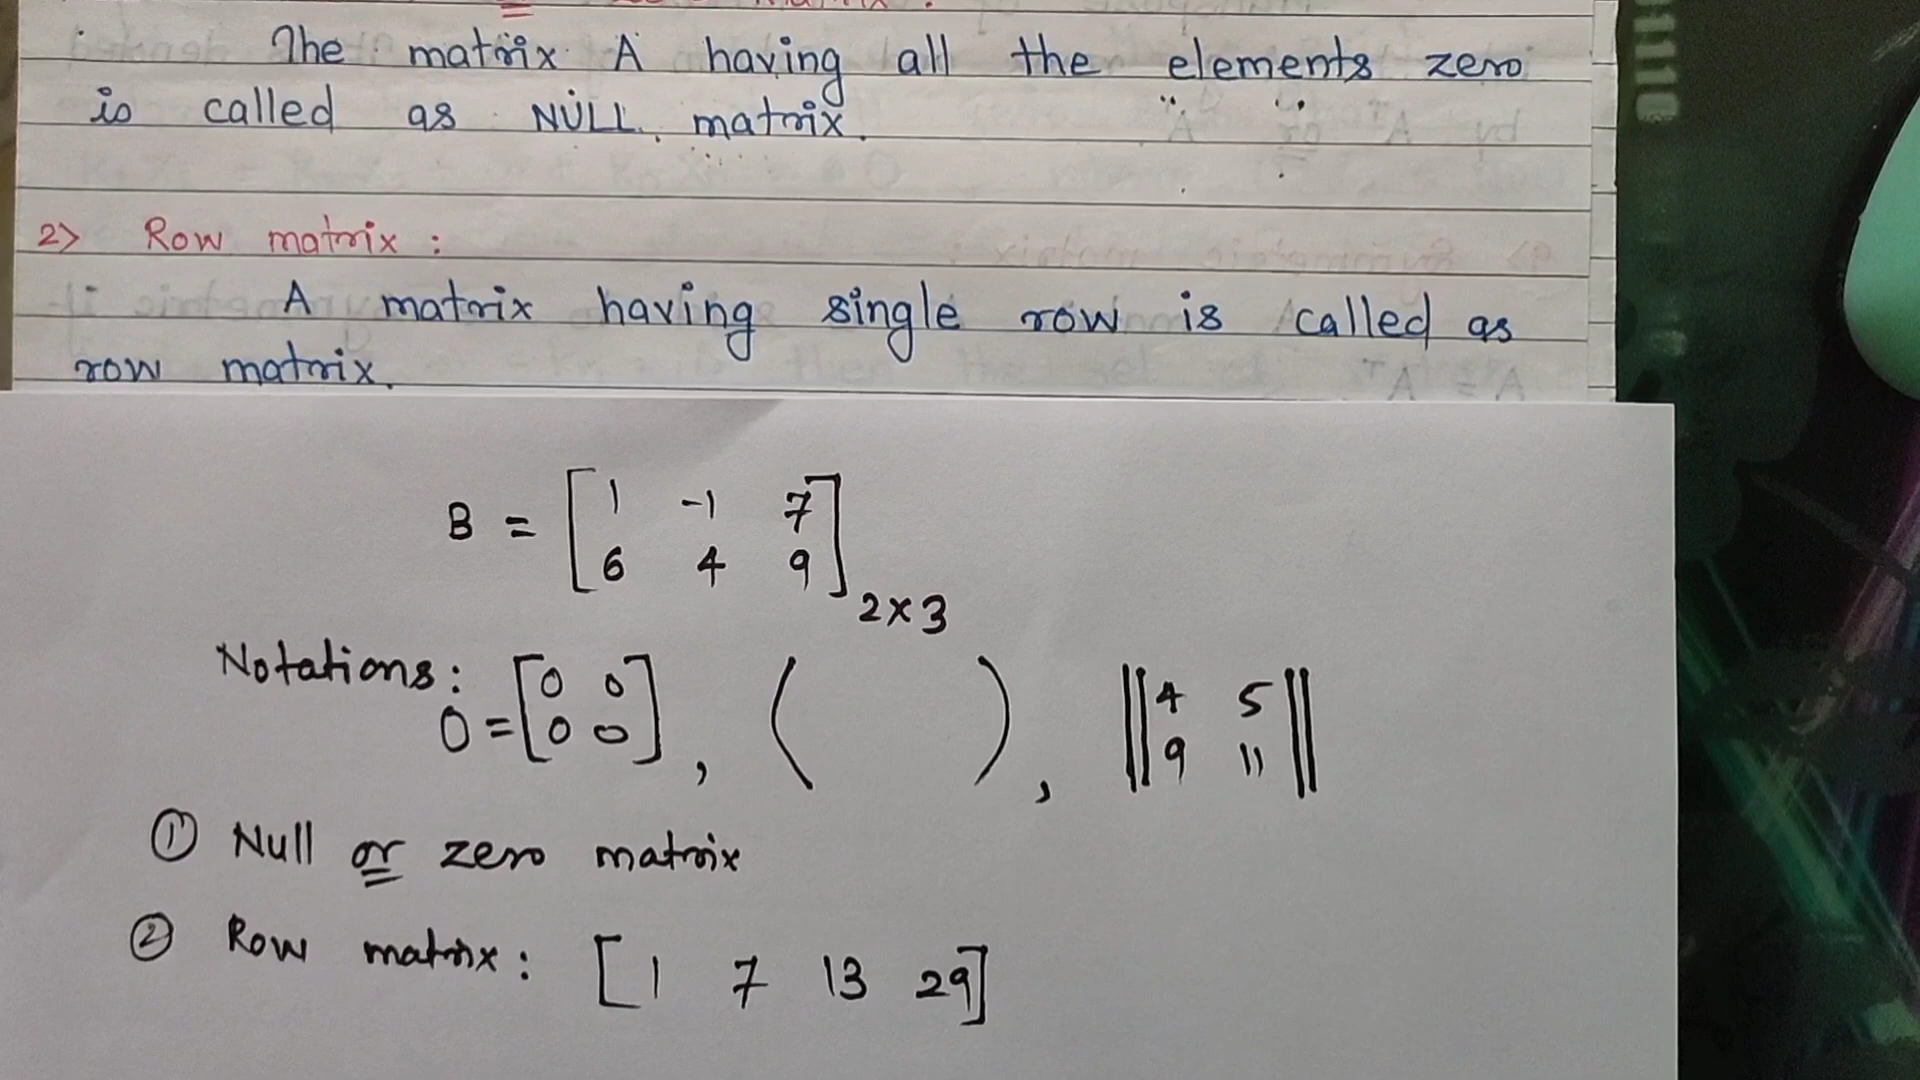 The matrix A having all the elements zero
is called as NULL matrix.
2> Row matrix :
A matrix having single row is called as
row matrix.
B = [ 1 -1 7
6 4 9 ] 2×3
Notations :
O = [ 0 0
0 0 ] , ( ) , || 4 5
9 11 ||
① Null or zero matrix
② Row matrix : [ 1 7 13 29 ]